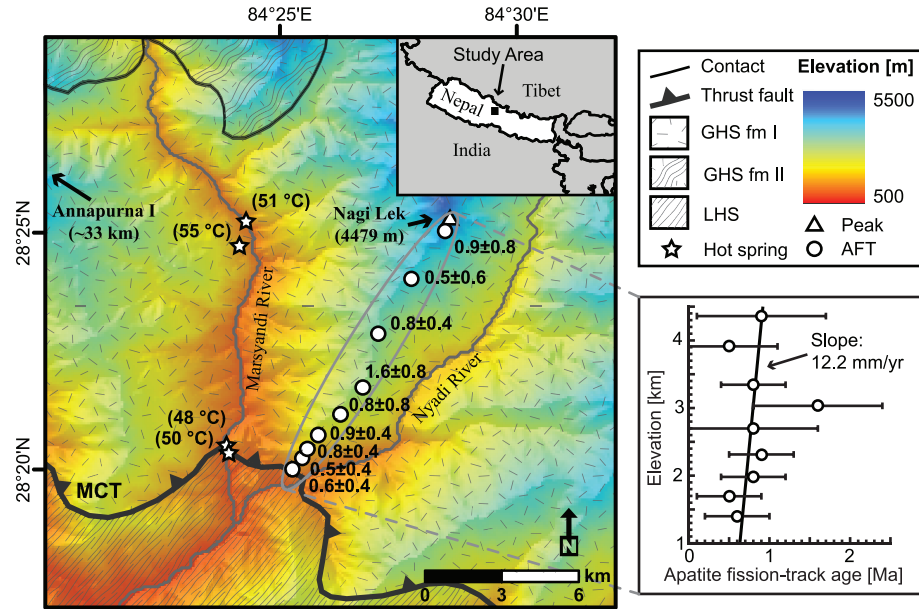 84°25'E
84°30'E
28°25'N
28°20'N
Study Area
Tibet
Nepal
India
Annapurna I
(~33 km)
(51 °C)
(55 °C)
Nagi Lek
(4479 m)
0.9±0.8
0.5±0.6
0.8±0.4
1.6±0.8
0.8±0.8
0.9±0.4
0.8±0.4
0.5±0.4
0.6±0.4
Marsyandi River
Nyadi River
(48 °C)
(50 °C)
MCT
N
km
0
3
6
Contact
Thrust fault
GHS fm I
GHS fm II
LHS
Hot spring
Elevation [m]
5500
500
Peak
AFT
Slope:
12.2 mm/yr
Elevation [km]
4
3
2
1
0
1
2
Apatite fission-track age [Ma]